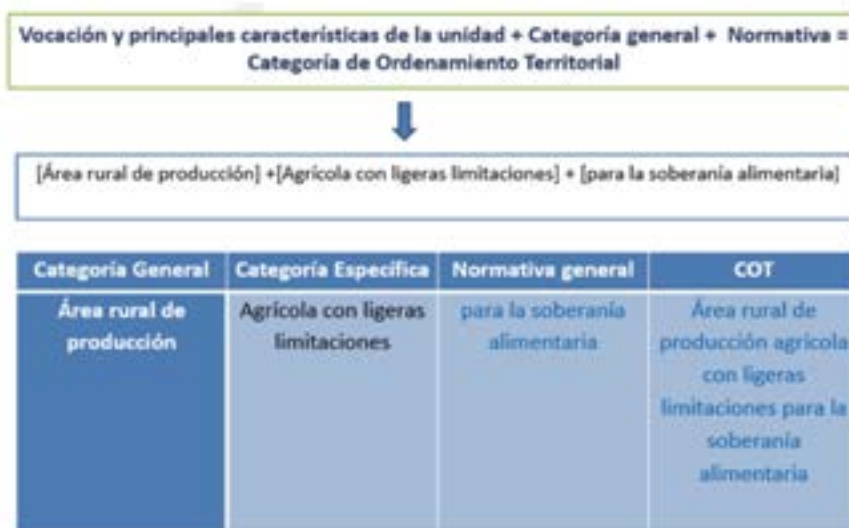 Vocación y principales características de la unidad + Categoría general + Normativa =
Categoría de Ordenamiento Territorial
[Área rural de producción] +[Agrícola con ligeras limitaciones] + [para la soberanía alimentaria]
Categoría General
Categoría Específica
Normativa general
COT
Área rural de
producción
Agrícola con ligeras
limitaciones
para la soberanía
alimentaria
Área rural de
producción agrícola
con ligeras
limitaciones para la
soberanía
alimentaria